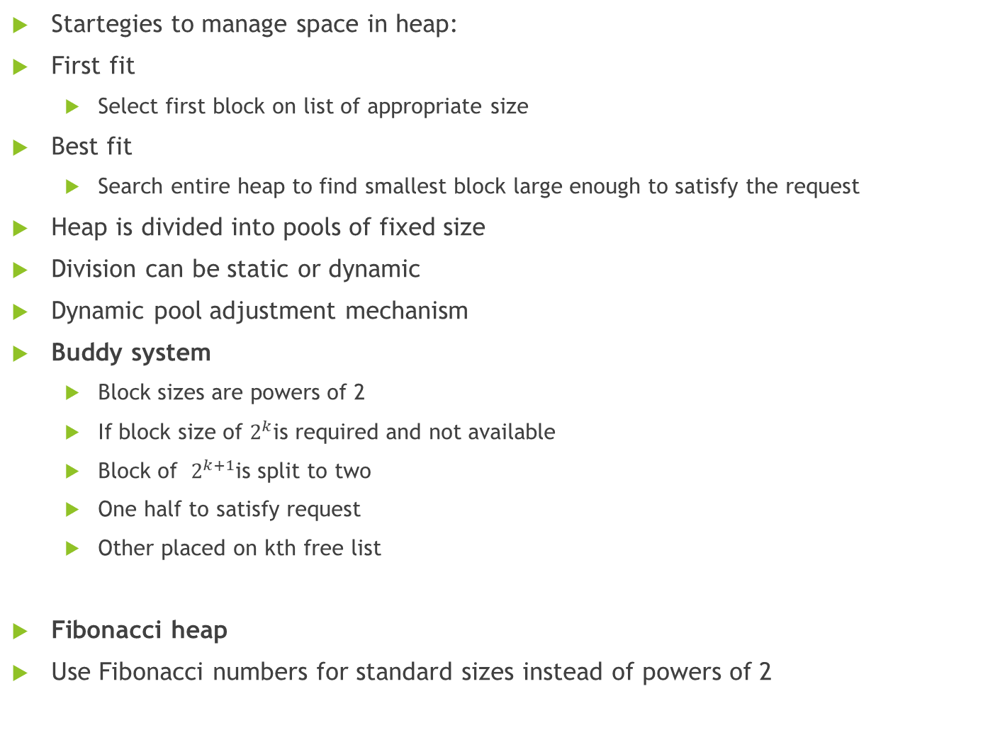 Startegies to manage space in heap:
First fit
Select first block on list of appropriate size
Best fit
Search entire heap to find smallest block large enough to satisfy the request
Heap is divided into pools of fixed size
Division can be static or dynamic
Dynamic pool adjustment mechanism
Buddy system
Block sizes are powers of 2
If block size of 2^k is required and not available
Block of 2^{k+1} is split to two
One half to satisfy request
Other placed on kth free list
Fibonacci heap
Use Fibonacci numbers for standard sizes instead of powers of 2